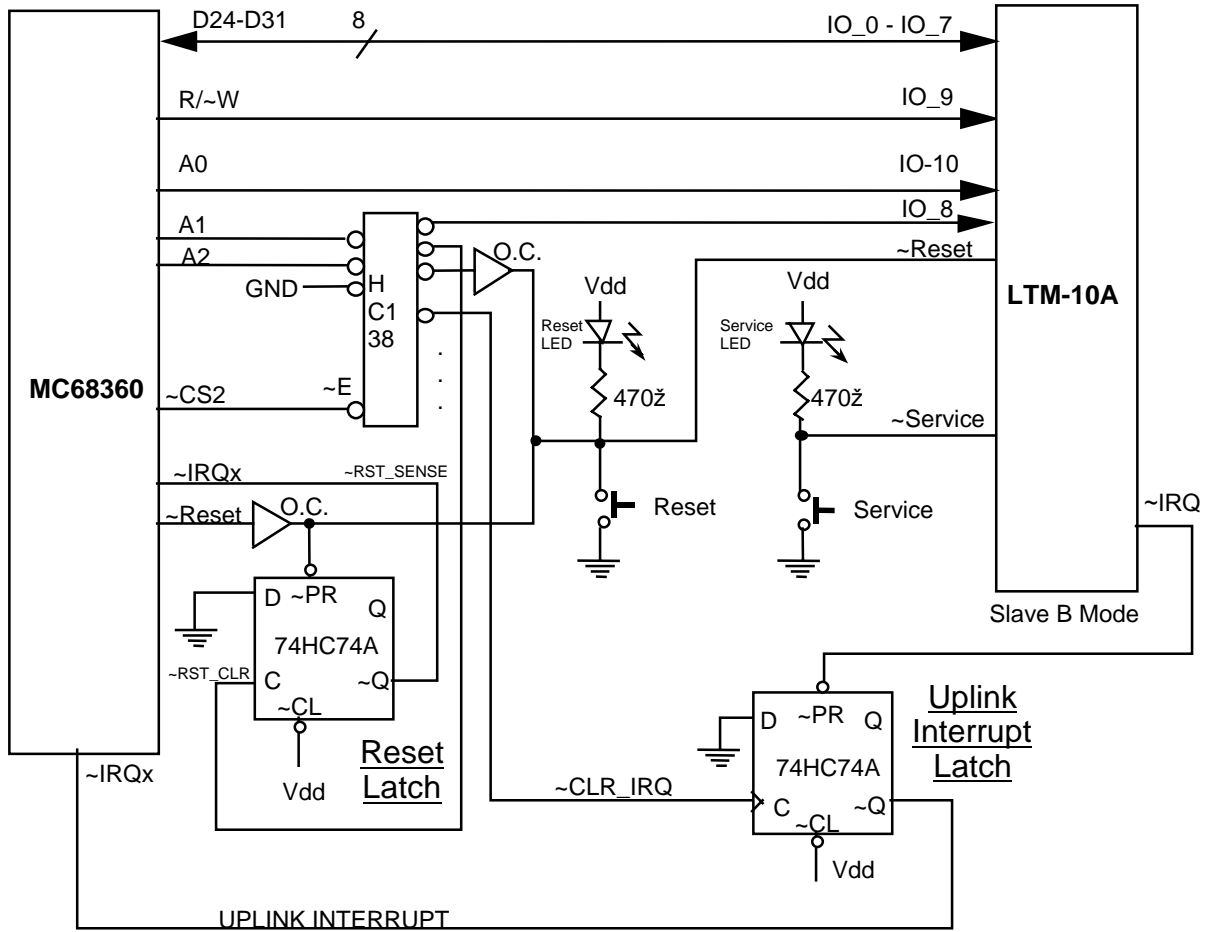 D24-D31 8 IO_0 - IO_7
R/~W IO_9
A0 IO-10
A1 IO_8
A2 O.C. ~Reset
GND H
C1
38
Vdd Vdd
LTM-10A
Reset
LED
Service
LED
MC68360
~CS2 ~E
.
.
.
470ž 470ž
~Service
~IRQx ~RST_SENSE
~Reset O.C.
Reset Service
~IRQ
D ~PR Q
74HC74A
~RST_CLR C ~Q
~CL
Vdd
Reset
Latch
Slave B Mode
D ~PR Q
74HC74A
C ~Q
~CL
Vdd
Uplink
Interrupt
Latch
~IRQx
~CLR_IRQ
UPLINK INTERRUPT